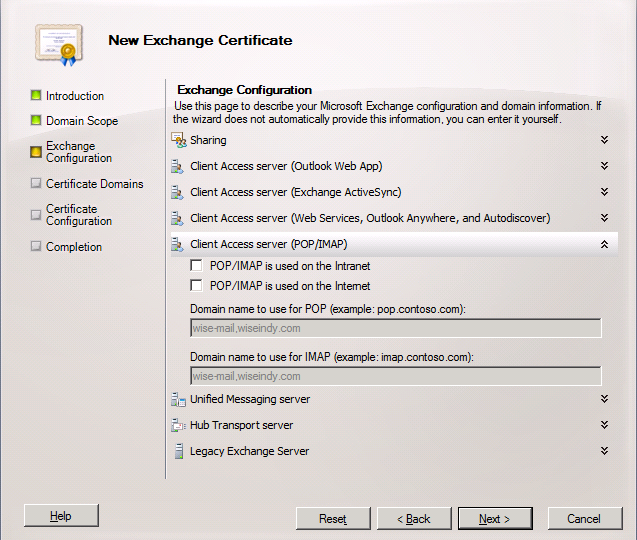 New Exchange Certificate
Introduction
Domain Scope
Exchange
Configuration
Certificate Domains
Certificate
Configuration
Completion
Exchange Configuration
Use this page to describe your Microsoft Exchange configuration and domain information. If
the wizard does not automatically provide this information, you can enter it yourself.
Sharing
Client Access server (Outlook Web App)
Client Access server (Exchange ActiveSync)
Client Access server (Web Services, Outlook Anywhere, and Autodiscover)
Client Access server (POP/IMAP)
POP/IMAP is used on the Intranet
POP/IMAP is used on the Internet
Domain name to use for POP (example: pop.contoso.com):
wise-mail,wiseindy.com
Domain name to use for IMAP (example: imap.contoso.com):
wise-mail,wiseindy.com
Unified Messaging server
Hub Transport server
Legacy Exchange Server
Help
Reset
< Back
Next >
Cancel